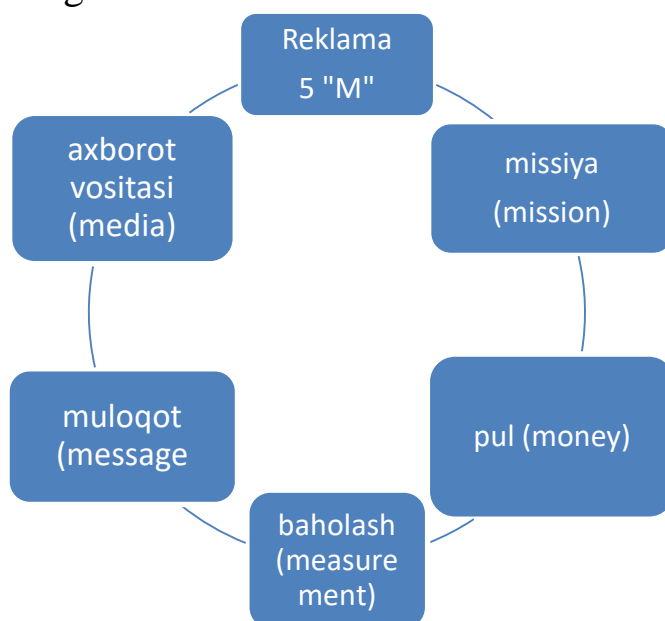 Reklama
5 "M"
missiya
(mission)
pul (money)
baholash
(measure
ment)
muloqot
(message
axborot
vositasi
(media)